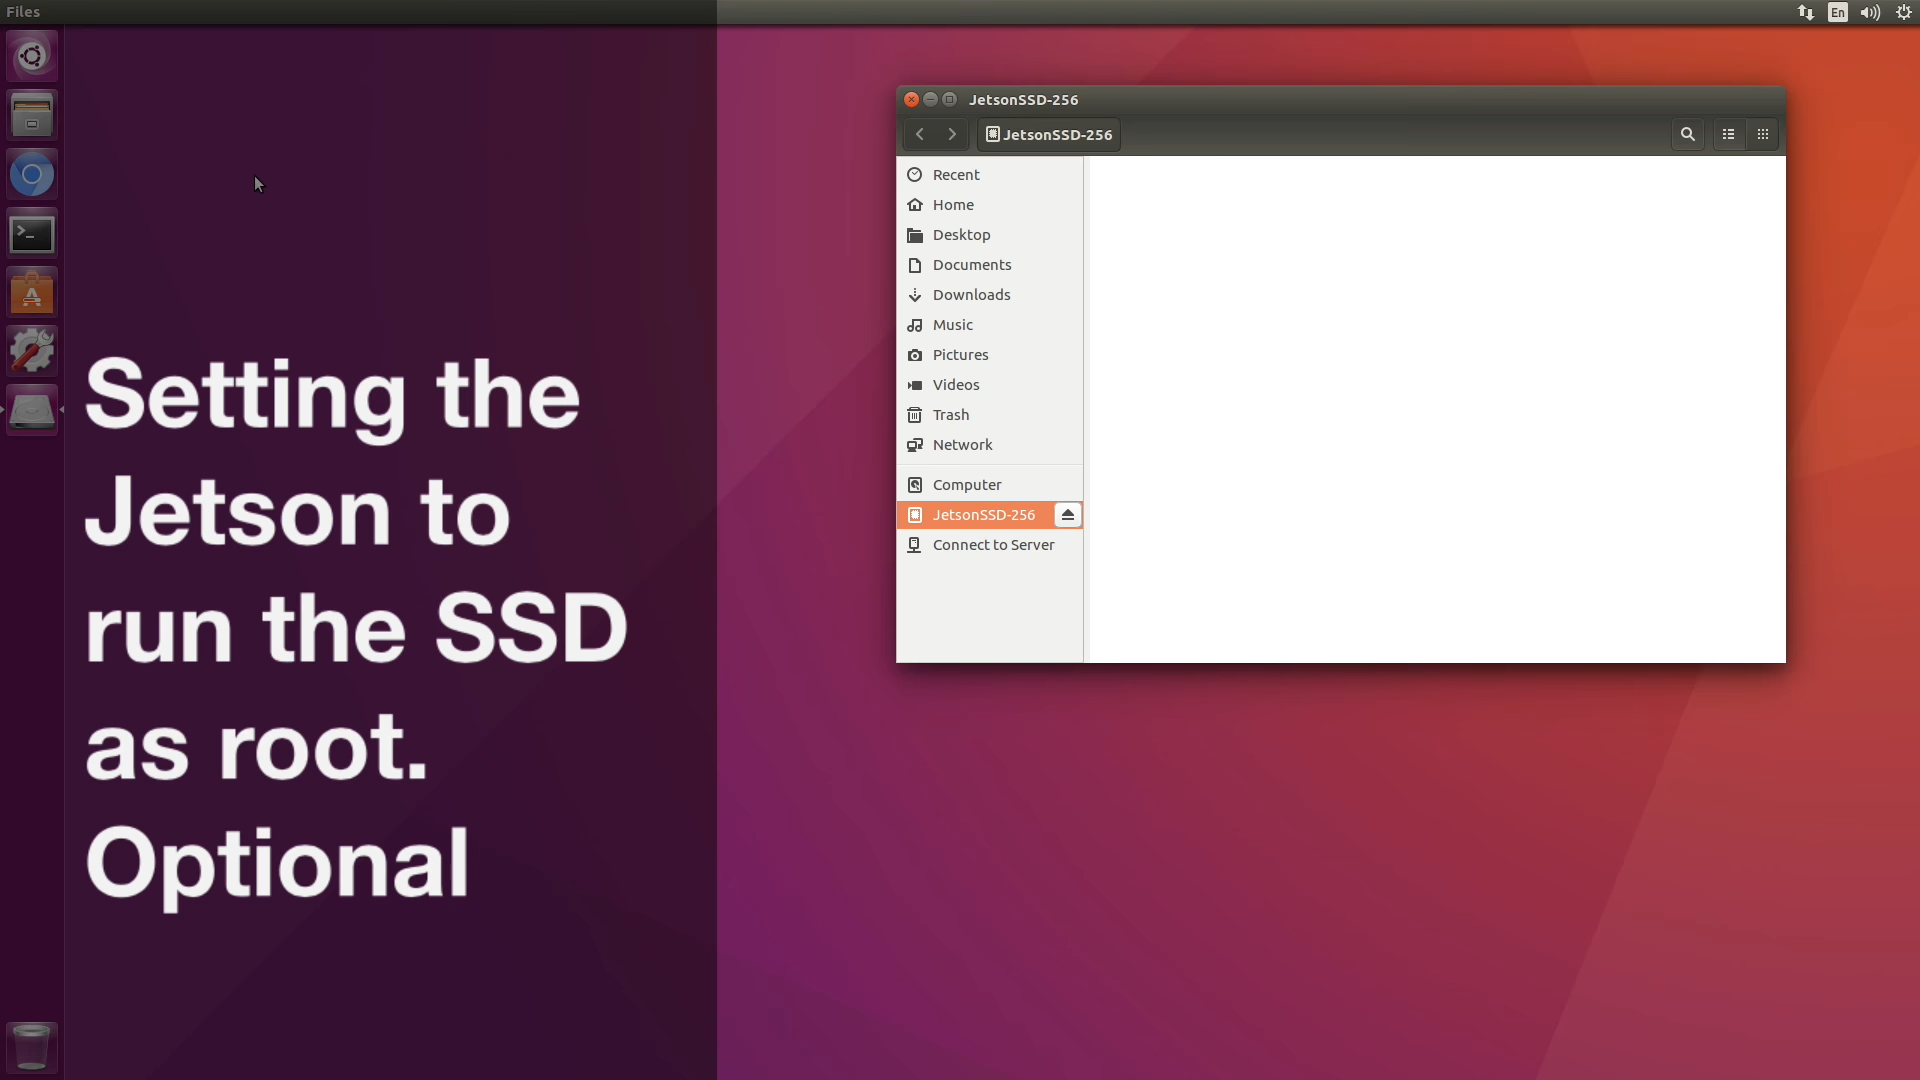 Files
En
JetsonSSD-256
JetsonSSD-256
Recent
Home
Desktop
Documents
Downloads
Music
Pictures
Videos
Trash
Network
Computer
JetsonSSD-256
Connect to Server
Setting the
Jetson to
run the SSD
as root.
Optional